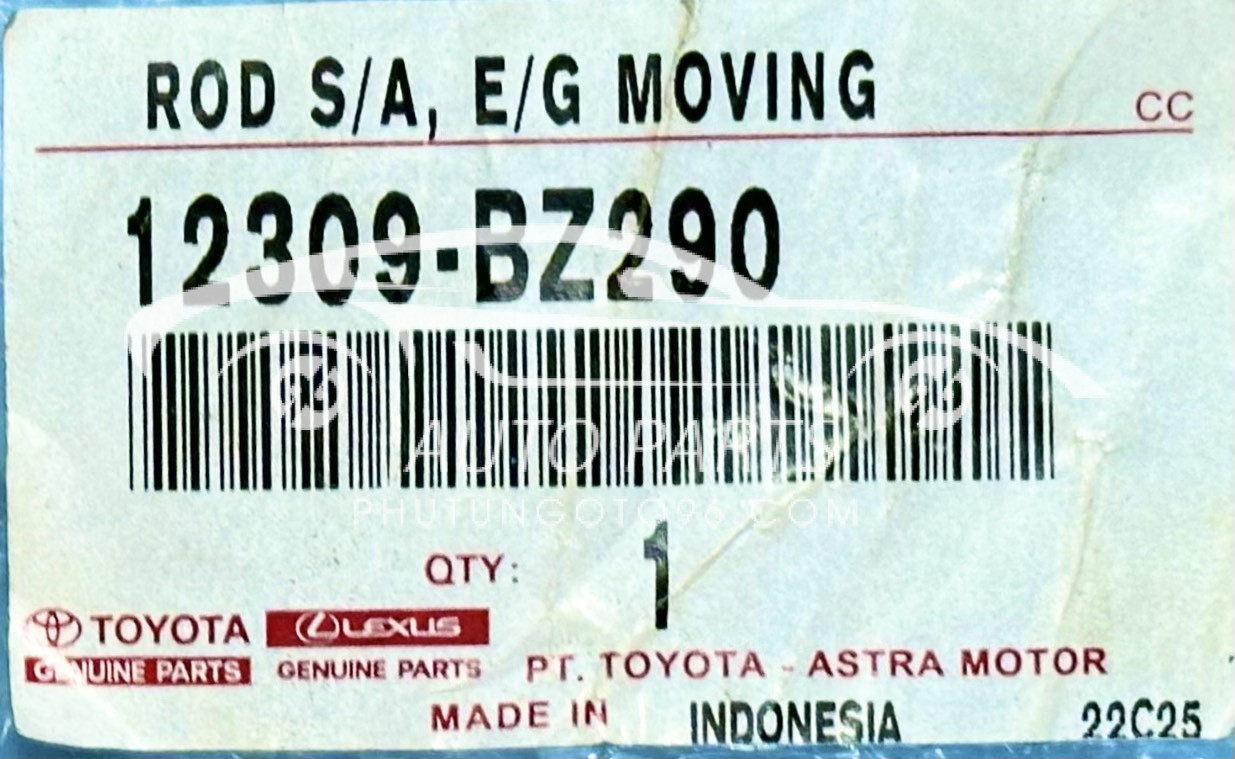 ROD S/A, E/G MOVING
CC
12309-BZ290
AUTO PARTS
PHUTUNGOTO96.COM
QTY: 1
TOYOTA LEXUS
GENUINE PARTS GENUINE PARTS PT. TOYOTA - ASTRA MOTOR
MADE IN INDONESIA 22C25